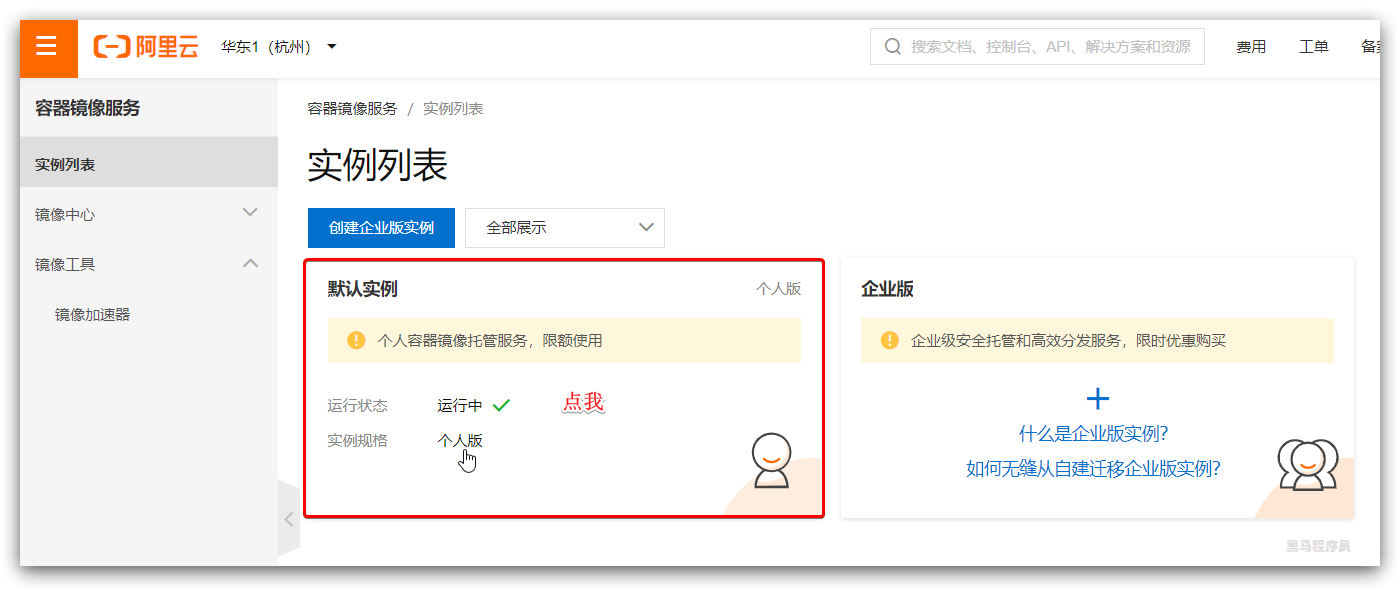 阿里云 华东1（杭州） 搜索文档、控制台、API、解决方案和资源 费用 工单
容器镜像服务
实例列表
镜像中心
镜像工具
镜像加速器
容器镜像服务 / 实例列表
实例列表
创建企业版实例 全部展示
默认实例 个人版
个人容器镜像托管服务，限额使用
运行状态 运行中 点我
实例规格 个人版
企业版
企业级安全托管和高效分发服务，限时优惠购买
什么是企业版实例?
如何无缝从自建迁移企业版实例?
黑马程序员